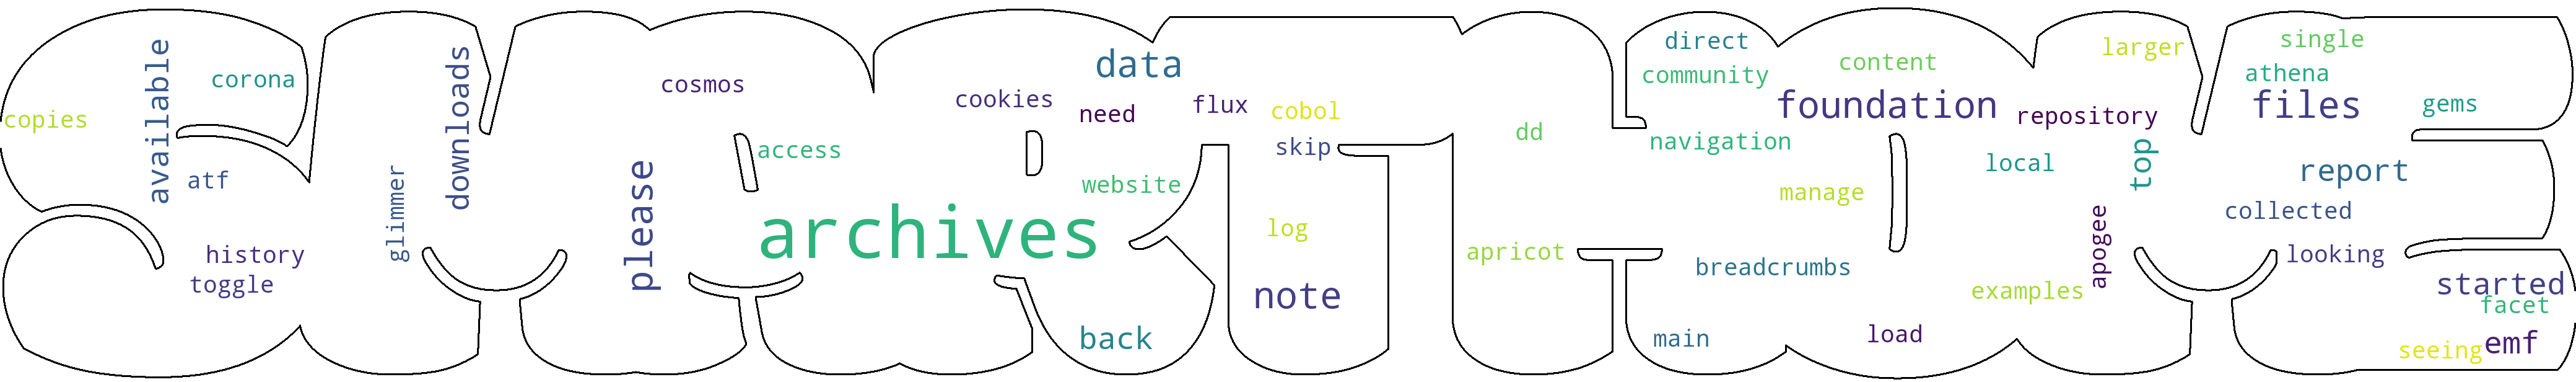 copies
available
corona
atf
history
toggle
glimmer
downloads
please
cosmos
access
archives
cookies
data
need
flux
cobol
skip
website
log
note
back
dd
apricot
direct
community
navigation
breadcrumbs
main
content
foundation
manage
load
repository
local
examples
apogee
top
larger
single
athena
files
gems
report
collected
looking
started
facet
seeing
emf